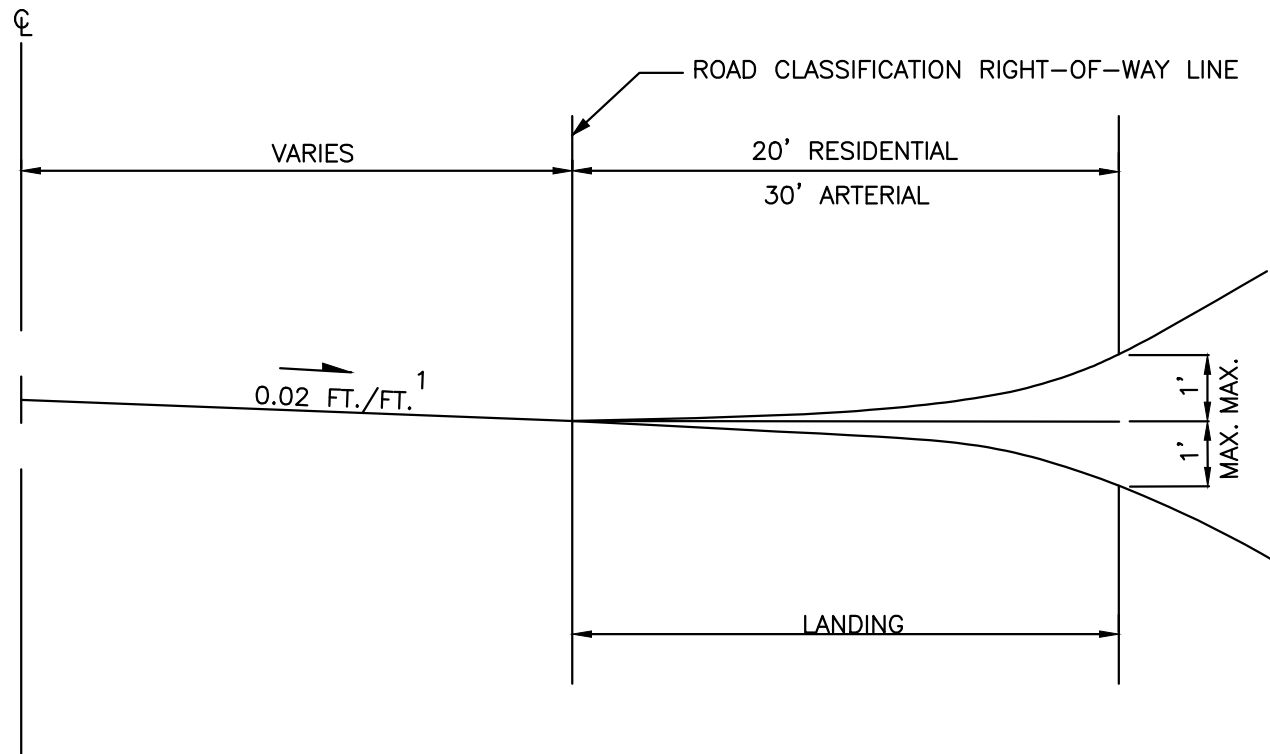 ℄
ROAD CLASSIFICATION RIGHT-OF-WAY LINE
VARIES
20' RESIDENTIAL
30' ARTERIAL
0.02 FT./FT.¹
1'
MAX.
1'
MAX.
LANDING